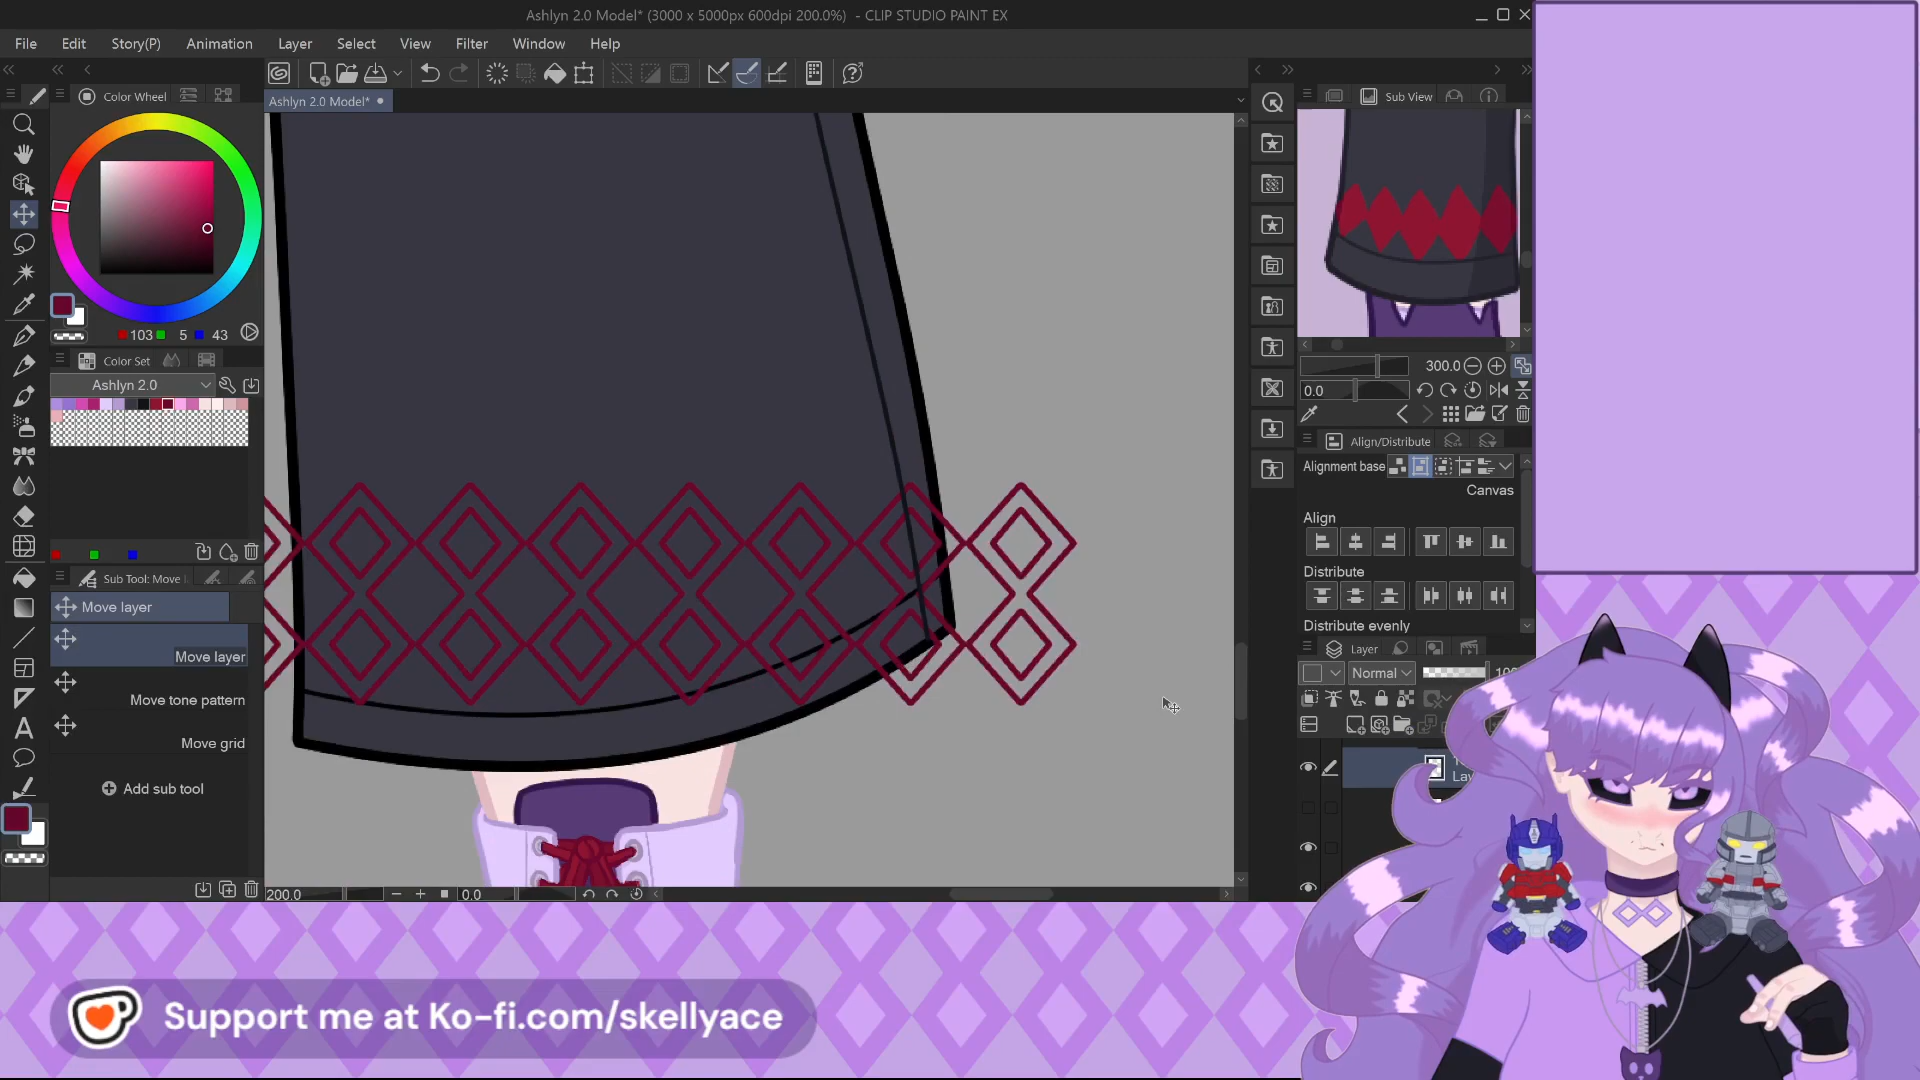 Ashlyn 2.0 Model* (3000 x 5000px 600dpi 200.0%) - CLIP STUDIO PAINT EX
File Edit Story(P) Animation Layer Select View Filter Window Help
Color Wheel
Ashlyn 2.0 Model*
Sub View
103 5 43
Color Set
Ashlyn 2.0
300.0
0.0
Align/Distribute
Alignment base
Canvas
Align
Distribute
Distribute evenly
Sub Tool: Move l
Move layer
Move layer
Move tone pattern
Move grid
Add sub tool
Layer
Normal
Lay
200.0
0.0
Support me at Ko-fi.com/skellyace